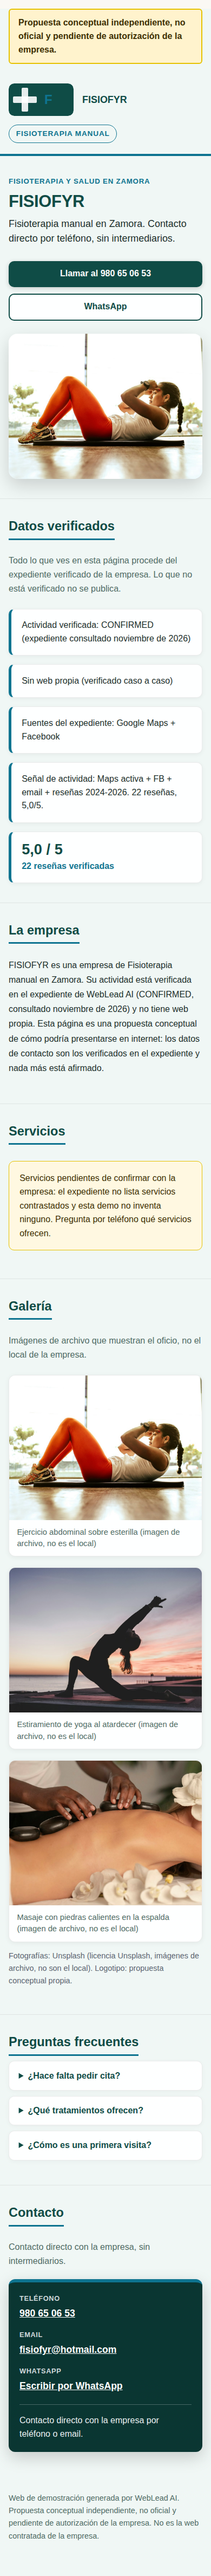 Propuesta conceptual independiente, no
oficial y pendiente de autorización de la
empresa.
F
FISIOFYR
FISIOTERAPIA MANUAL
FISIOTERAPIA Y SALUD EN ZAMORA
FISIOFYR
Fisioterapia manual en Zamora. Contacto
directo por teléfono, sin intermediarios.
Llamar al 980 65 06 53
WhatsApp
Datos verificados
Todo lo que ves en esta página procede del
expediente verificado de la empresa. Lo que no
está verificado no se publica.
Actividad verificada: CONFIRMED
(expediente consultado noviembre de 2026)
Sin web propia (verificado caso a caso)
Fuentes del expediente: Google Maps +
Facebook
Señal de actividad: Maps activa + FB +
email + reseñas 2024-2026. 22 reseñas,
5,0/5.
5,0 / 5
22 reseñas verificadas
La empresa
FISIOFYR es una empresa de Fisioterapia
manual en Zamora. Su actividad está verificada
en el expediente de WebLead AI (CONFIRMED,
consultado noviembre de 2026) y no tiene web
propia. Esta página es una propuesta conceptual
de cómo podría presentarse en internet: los datos
de contacto son los verificados en el expediente y
nada más está afirmado.
Servicios
Servicios pendientes de confirmar con la
empresa: el expediente no lista servicios
contrastados y esta demo no inventa
ninguno. Pregunta por teléfono qué servicios
ofrecen.
Galería
Imágenes de archivo que muestran el oficio, no el
local de la empresa.
Ejercicio abdominal sobre esterilla (imagen de
archivo, no es el local)
Estiramiento de yoga al atardecer (imagen de
archivo, no es el local)
Masaje con piedras calientes en la espalda
(imagen de archivo, no es el local)
Fotografías: Unsplash (licencia Unsplash, imágenes de
archivo, no son el local). Logotipo: propuesta
conceptual propia.
Preguntas frecuentes
¿Hace falta pedir cita?
¿Qué tratamientos ofrecen?
¿Cómo es una primera visita?
Contacto
Contacto directo con la empresa, sin
intermediarios.
TELÉFONO
980 65 06 53
EMAIL
fisiofyr@hotmail.com
WHATSAPP
Escribir por WhatsApp
Contacto directo con la empresa por
teléfono o email.
Web de demostración generada por WebLead AI.
Propuesta conceptual independiente, no oficial y
pendiente de autorización de la empresa. No es la web
contratada de la empresa.